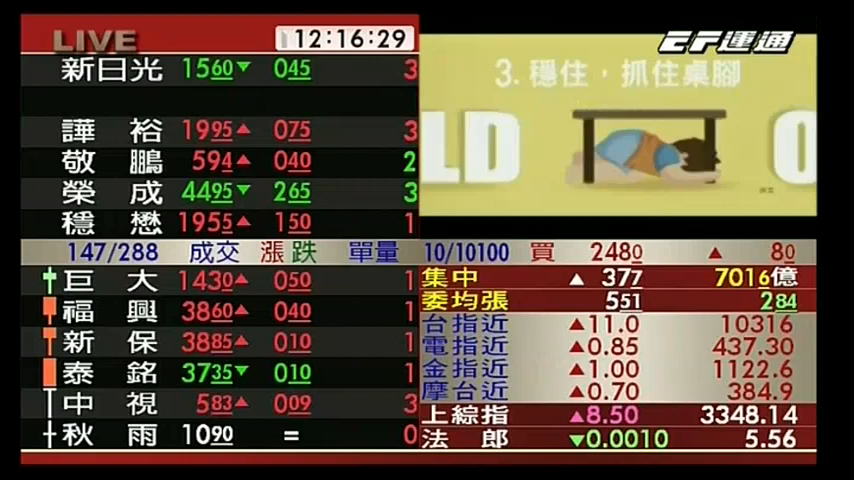 LIVE 12:16:29
新日光 1560▼ 045 3
譁裕 1995▲ 075 3
敬鵬 594▲ 040 2
榮成 4495▼ 265 3
穩懋 1955▲ 150 1
147/288 成交 漲跌 單量
巨大 1430▲ 050 1
福興 3860▲ 040 1
新保 3885▲ 010 1
泰銘 3735▼ 010 1
中視 583▲ 009 3
秋雨 1090 = 0
運通
3. 穩住，抓住桌腳
LD
O
10/10100 買 2480 ▲ 80
集中 ▲ 377 7016億
委均張 551 284
台指近 ▲11.0 10316
電指近 ▲0.85 437.30
金指近 ▲1.00 1122.6
摩台近 ▲0.70 384.9
上綜指 ▲8.50 3348.14
法郎 ▼0.0010 5.56